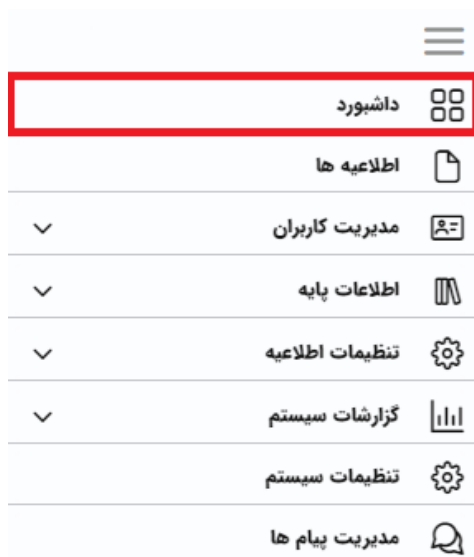 داشبورد
اطلاعیه ها
مدیریت کاربران
اطلاعات پایه
تنظیمات اطلاعیه
گزارشات سیستم
تنظیمات سیستم
مدیریت پیام ها